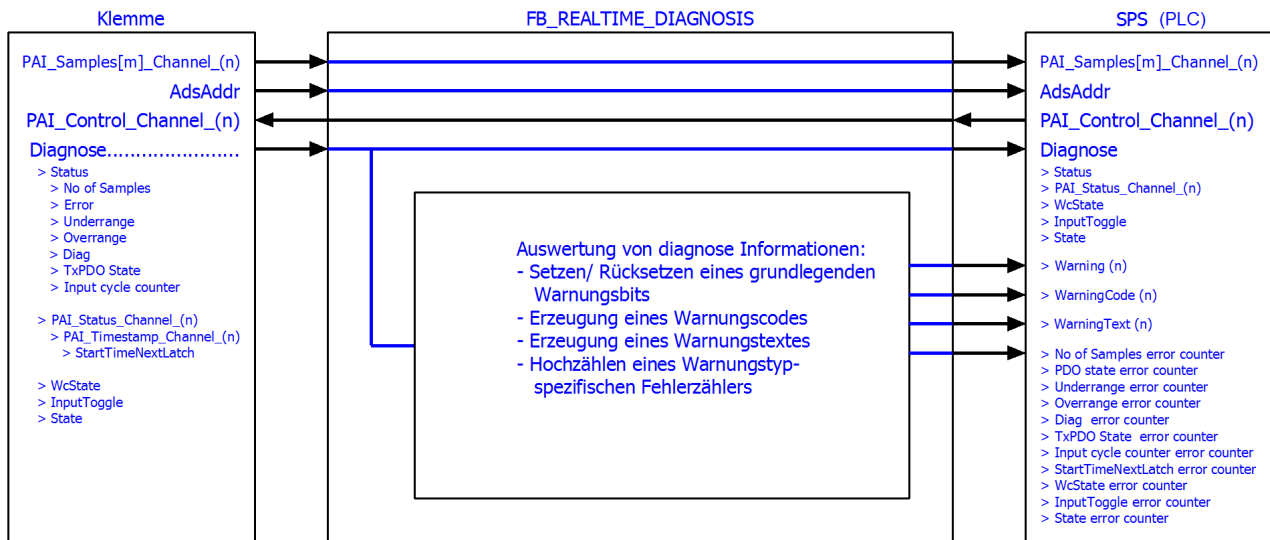 Klemme
PAI_Samples[m]_Channel_(n)
AdsAddr
PAI_Control_Channel_(n)
Diagnose.......................
> Status
> No of Samples
> Error
> Underrange
> Overrange
> Diag
> TxPDO State
> Input cycle counter
> PAI_Status_Channel_(n)
> PAI_Timestamp_Channel_(n)
> StartTimeNextLatch
> WcState
> InputToggle
> State
FB_REALTIME_DIAGNOSIS
Auswertung von diagnose Informationen:
- Setzen/ Rücksetzen eines grundlegenden
Warnungsbits
- Erzeugung eines Warnungscodes
- Erzeugung eines Warnungstextes
- Hochzählen eines Warnungstyp-
spezifischen Fehlerzählers
SPS (PLC)
PAI_Samples[m]_Channel_(n)
AdsAddr
PAI_Control_Channel_(n)
Diagnose
> Status
> PAI_Status_Channel_(n)
> WcState
> InputToggle
> State
> Warning (n)
> WarningCode (n)
> WarningText (n)
> No of Samples error counter
> PDO state error counter
> Underrange error counter
> Overrange error counter
> Diag error counter
> TxPDO State error counter
> Input cycle counter error counter
> StartTimeNextLatch error counter
> WcState error counter
> InputToggle error counter
> State error counter